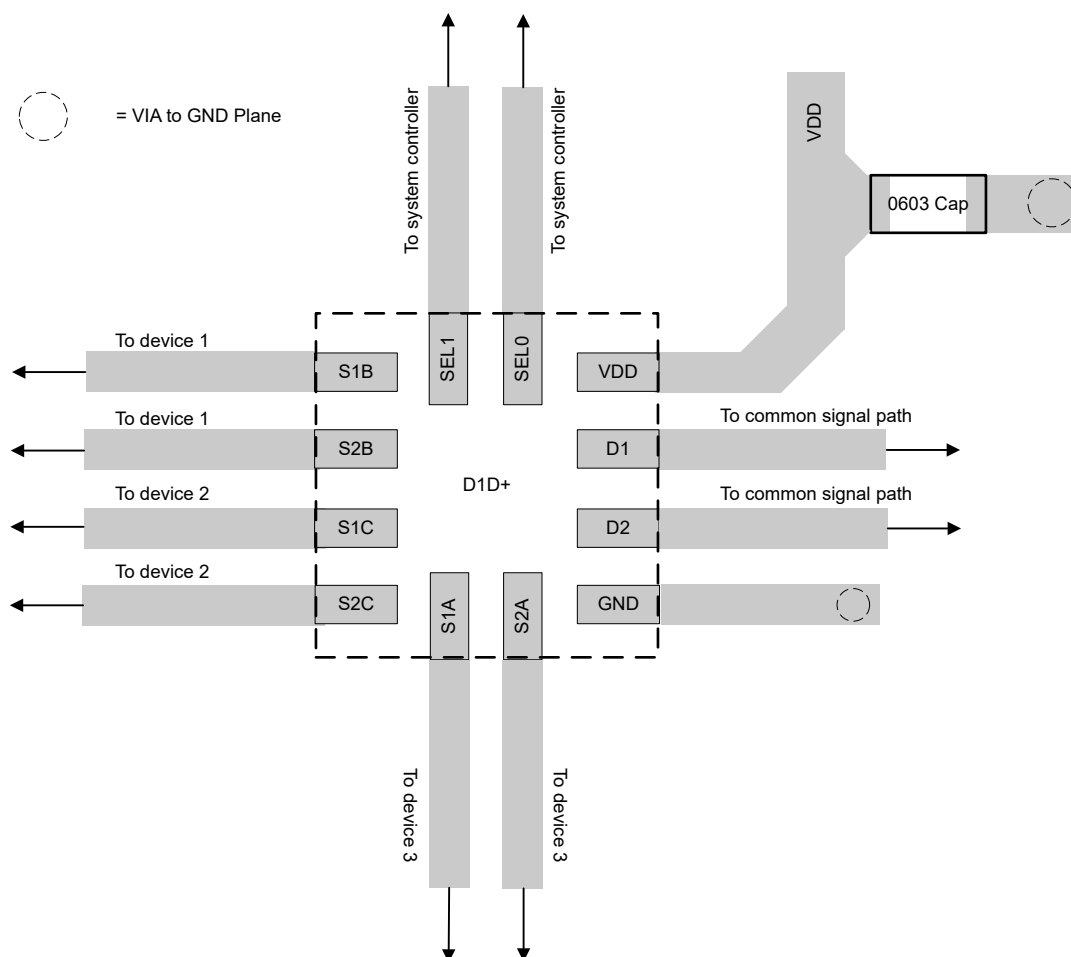 = VIA to GND Plane
To system controller
To system controller
VDD
0603 Cap
To device 1
S1B
SEL1
SEL0
VDD
To device 1
S2B
D1
To common signal path
D1D+
To device 2
S1C
D2
To common signal path
To device 2
S2C
S1A
S2A
GND
To device 3
To device 3